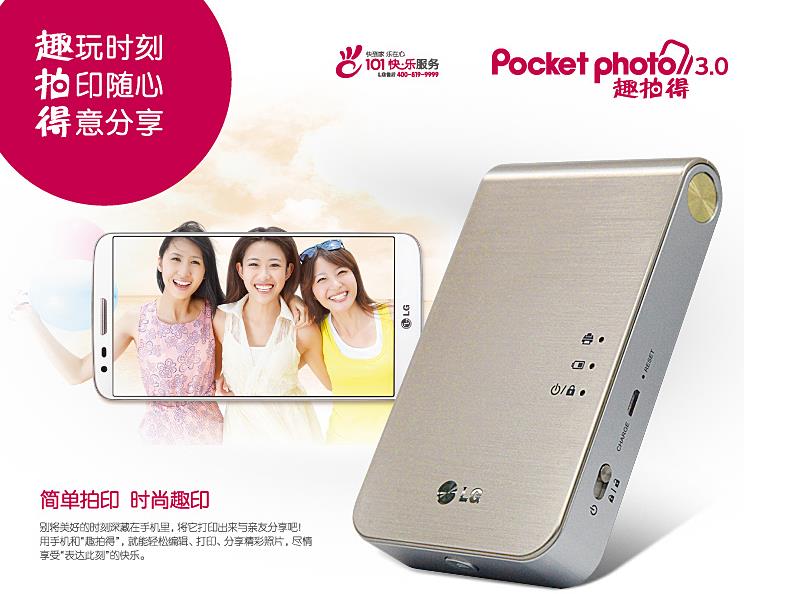 趣玩时刻
拍印随心
得意分享
快到家 乐在心
101 快·乐服务
LG售后 400-819-9999
Pocket photo 3.0
趣拍得
LG
RESET
CHARGE
LG
简单拍印 时尚趣印
别将美好的时刻深藏在手机里，将它打印出来与亲友分享吧！
用手机和“趣拍得”，就能轻松编辑、打印、分享精彩照片，尽情
享受“表达此刻”的快乐。